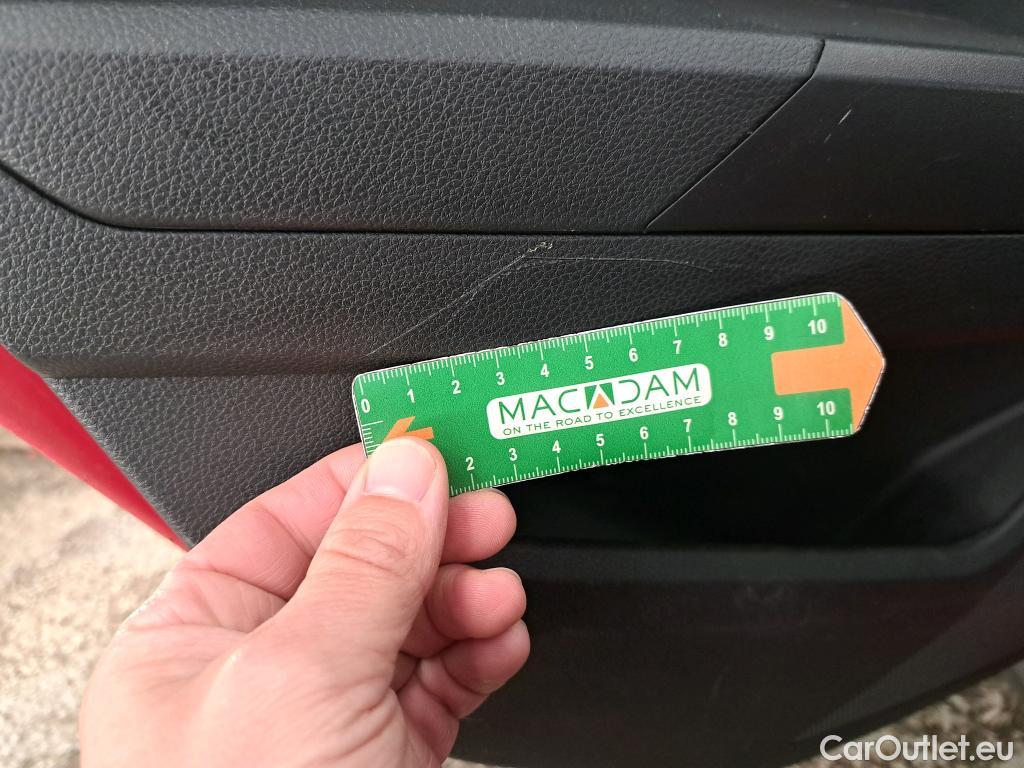 0 1 2 3 4 5 6 7 8 9 10
MACADAM
ON THE ROAD TO EXCELLENCE
2 3 4 5 6 7 8 9 10
CarOutlet.eu